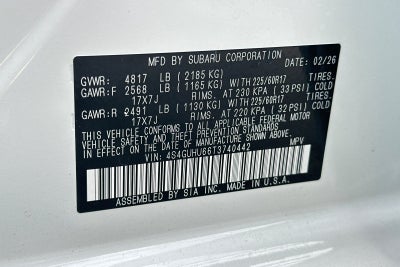 MFD BY SUBARU CORPORATION DATE 02/26
GVWR: 4817 LB ( 2185 KG)
GAWR:F 2568 LB ( 1165 KG) WITH 225/60R17 TIRES.
17X7J RIMS. AT 230 KPA ( 33 PSI) COLD
GAWR:R 2491 LB ( 1130 KG) WITH 225/60R17 TIRES.
17X7J RIMS. AT 220 KPA ( 32 PSI) COLD
THIS VEHICLE CONFORMS TO ALL APPLICABLE FEDERAL MOTOR
VEHICLE SAFETY STANDARDS IN EFFECT ON THE
DATE OF MANUFACTURE SHOWN ABOVE.
VIN: 4S4GUHU66T3740442 MPV
ASSEMBLED BY SIA INC. MADE IN U.S.A.